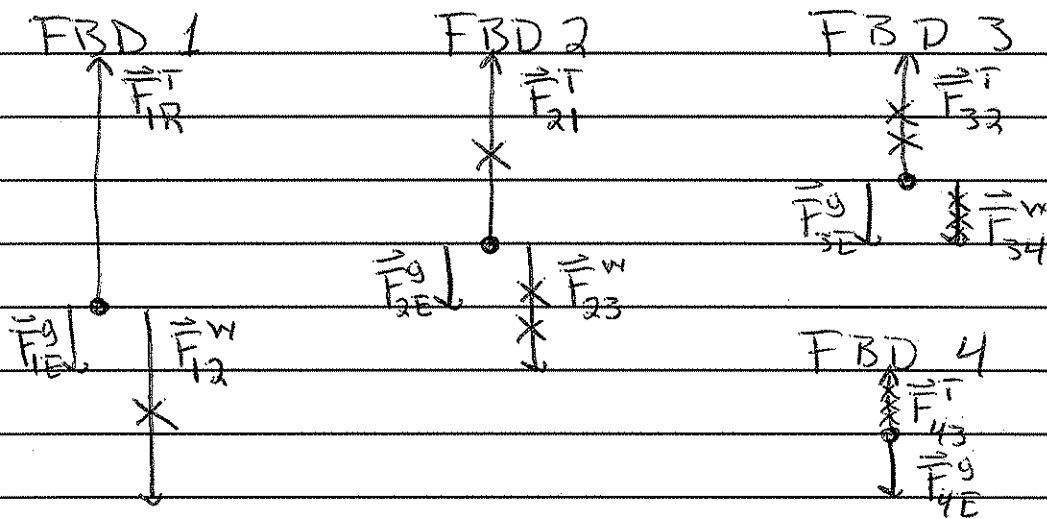 FBD 1
F⃗ᵀ₁R
F⃗ᵍ₁E
F⃗ᵂ₁₂
FBD 2
F⃗ᵀ₂₁
F⃗ᵍ₂E
F⃗ᵂ₂₃
FBD 3
F⃗ᵀ₃₂
F⃗ᵍ₃E
F⃗ᵂ₃₄
FBD 4
F⃗ᵀ₄₃
F⃗ᵍ₄E